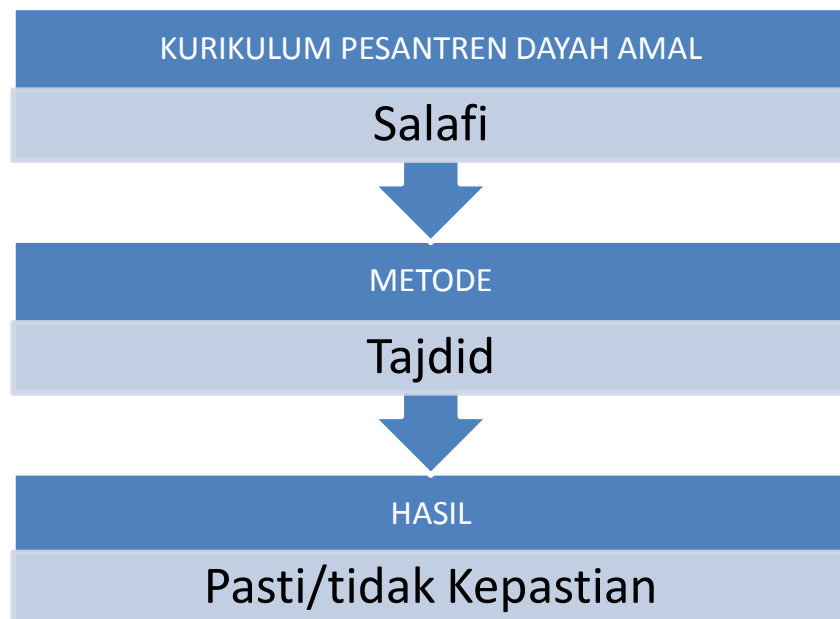 KURIKULUM PESANTREN DAYAH AMAL
Salafi
METODE
Tajdid
HASIL
Pasti/tidak Kepastian